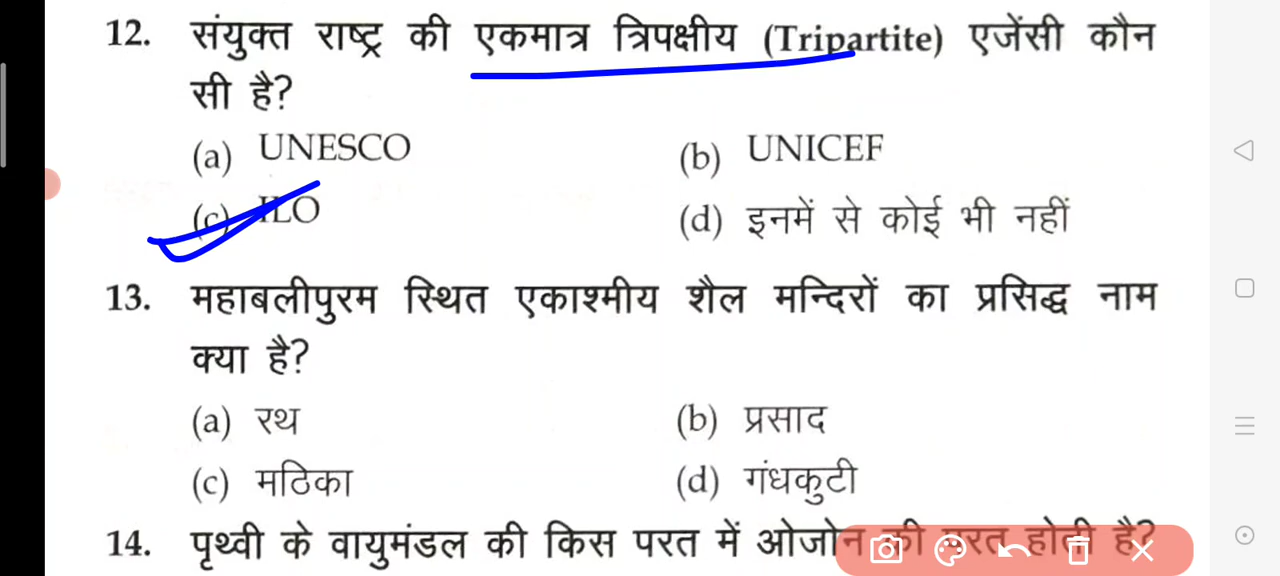 12. संयुक्त राष्ट्र की एकमात्र त्रिपक्षीय (Tripartite) एजेंसी कौन
सी है?
(a) UNESCO (b) UNICEF
(c) ILO (d) इनमें से कोई भी नहीं
13. महाबलीपुरम स्थित एकाश्मीय शैल मन्दिरों का प्रसिद्ध नाम
क्या है?
(a) रथ (b) प्रसाद
(c) मठिका (d) गंधकुटी
14. पृथ्वी के वायुमंडल की किस परत में ओजोन की परत होती है?